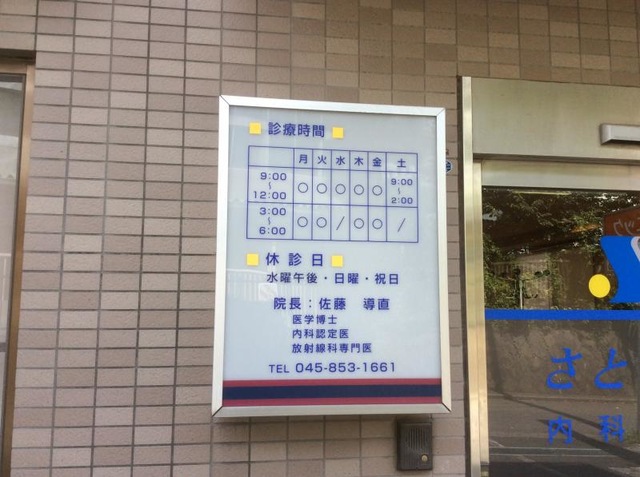 診療時間
月 火 水 木 金 土
9:00 〜 12:00 ○ ○ ○ ○ ○ 9:00 〜 2:00
3:00 〜 6:00 ○ ○ / ○ ○ /
休診日
水曜午後・日曜・祝日
院長：佐藤 導直
医学博士
内科認定医
放射線科専門医
TEL 045-853-1661
さと
内科